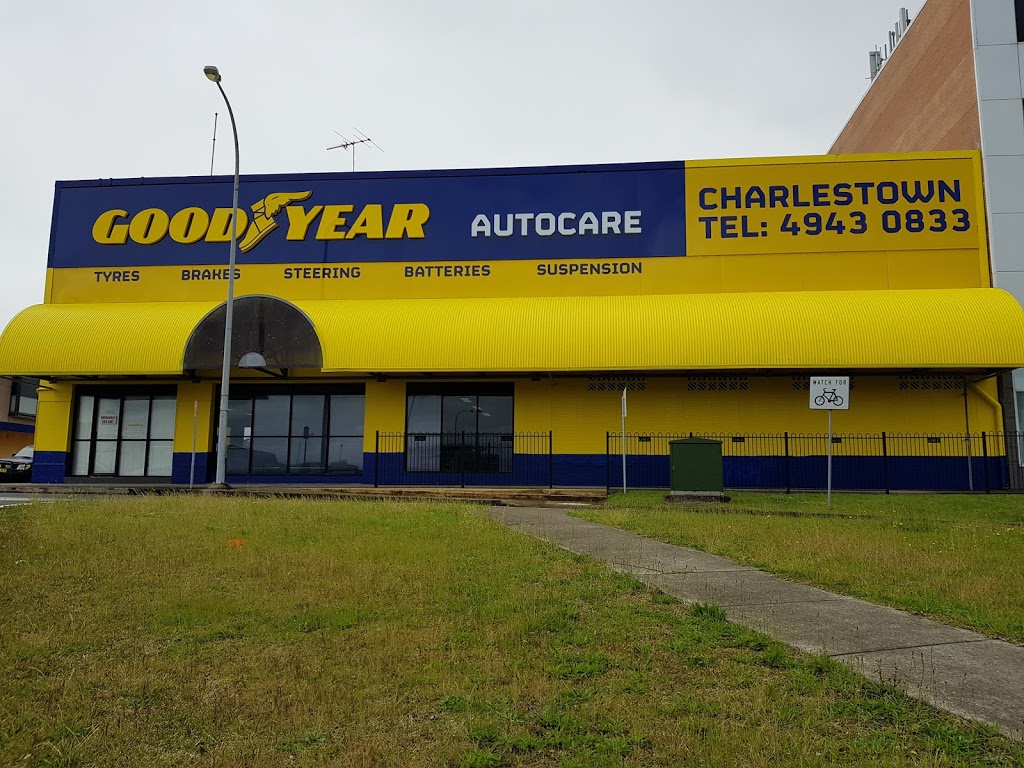 GOODYEAR AUTOCARE
CHARLESTOWN
TEL: 4943 0833
TYRES BRAKES STEERING BATTERIES SUSPENSION
WATCH FOR